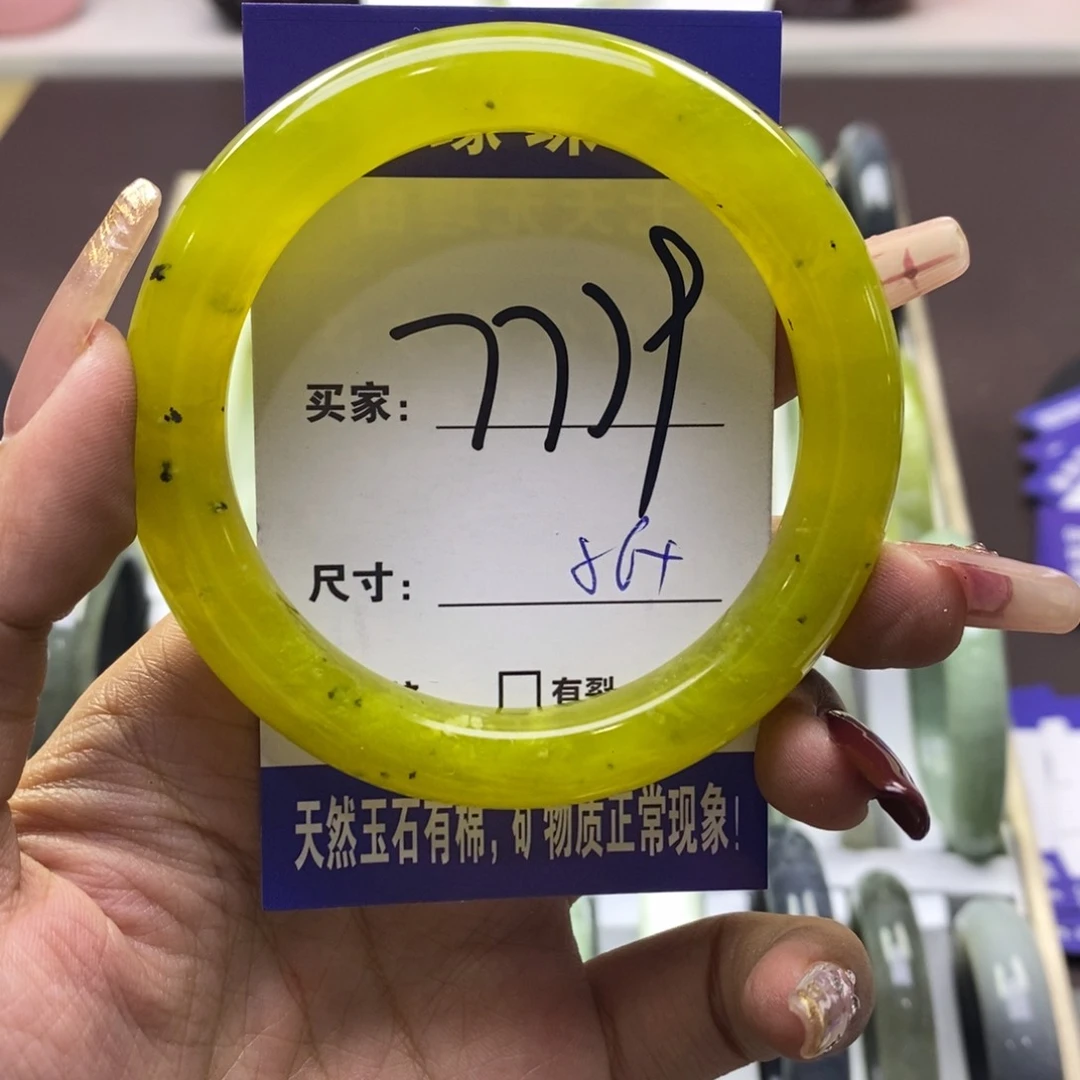 买家: 7729
尺寸:
□有裂
天然玉石有棉, 矿物质正常现象!